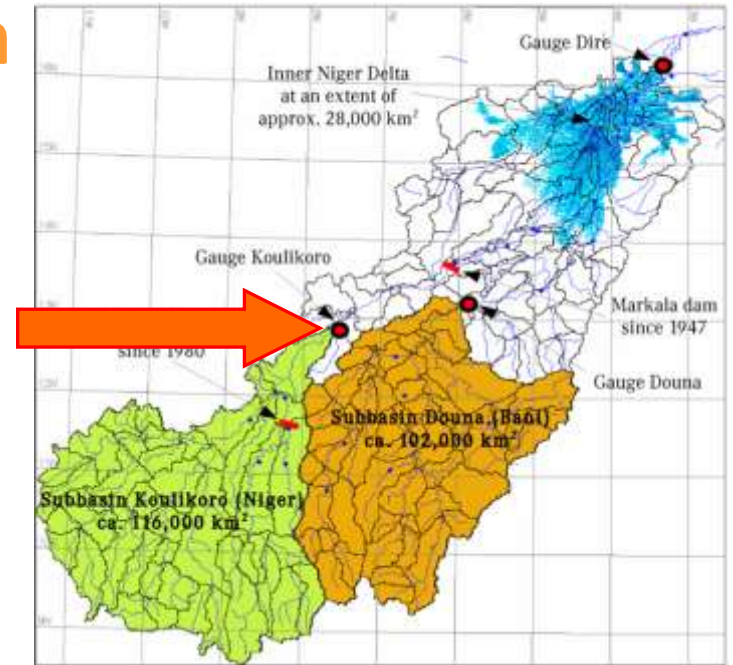 n
Gauge Dire
Inner Niger Delta
at an extent of
approx. 28,000 km²
Gauge Koulikoro
Markala dam
since 1947
since 1980
Gauge Douna
Subbasin Douna (Bani)
ca. 102,000 km²
Subbasin Koulikoro (Niger)
ca. 116,000 km²